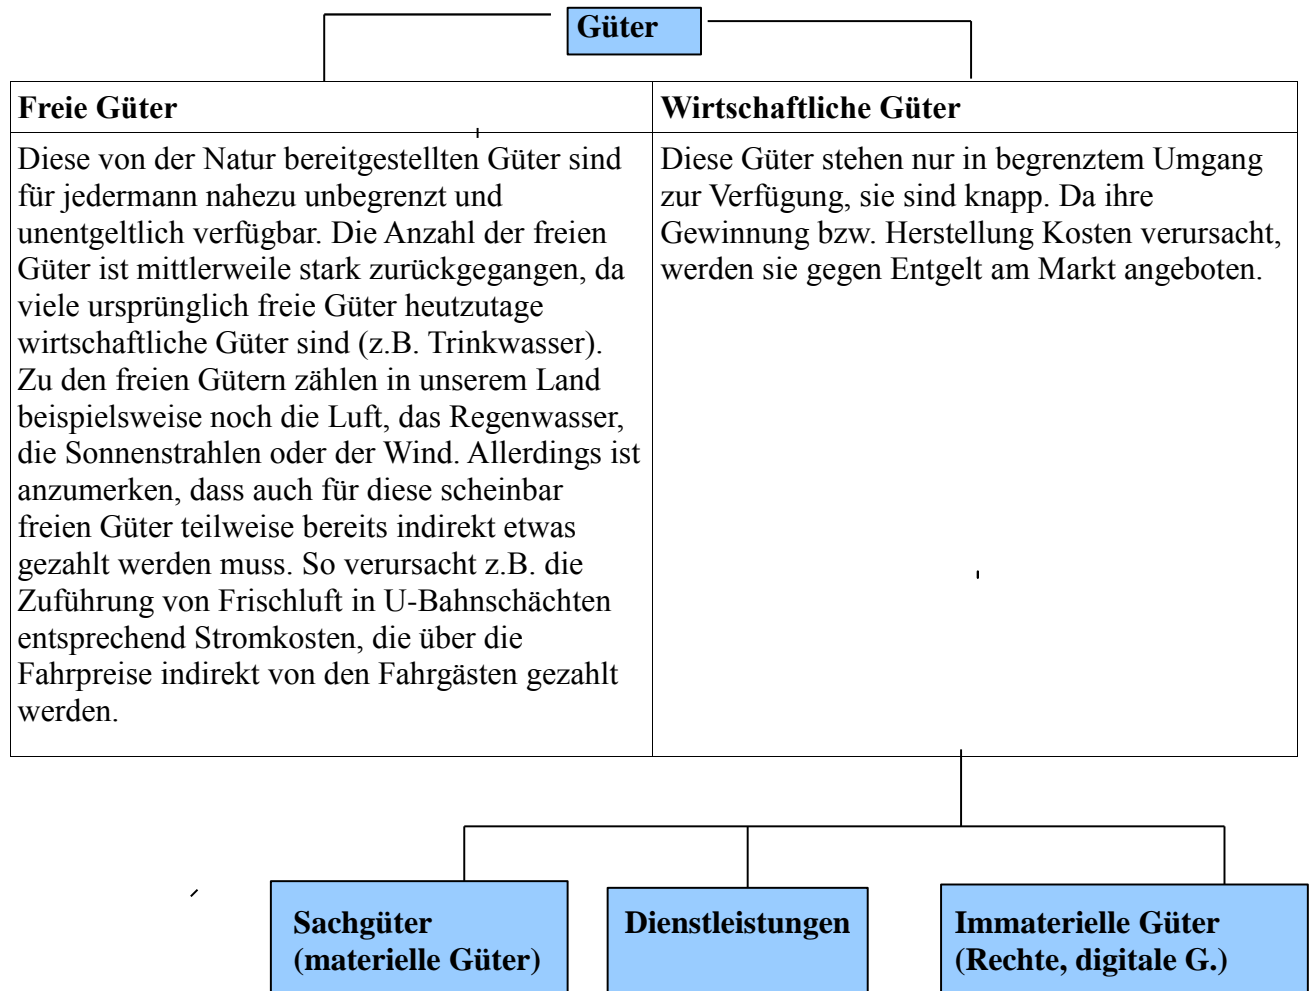 Güter
Freie Güter
Diese von der Natur bereitgestellten Güter sind
für jedermann nahezu unbegrenzt und
unentgeltlich verfügbar. Die Anzahl der freien
Güter ist mittlerweile stark zurückgegangen, da
viele ursprünglich freie Güter heutzutage
wirtschaftliche Güter sind (z.B. Trinkwasser).
Zu den freien Gütern zählen in unserem Land
beispielsweise noch die Luft, das Regenwasser,
die Sonnenstrahlen oder der Wind. Allerdings ist
anzumerken, dass auch für diese scheinbar
freien Güter teilweise bereits indirekt etwas
gezahlt werden muss. So verursacht z.B. die
Zuführung von Frischluft in U-Bahnschächten
entsprechend Stromkosten, die über die
Fahrpreise indirekt von den Fahrgästen gezahlt
werden.
Wirtschaftliche Güter
Diese Güter stehen nur in begrenztem Umgang
zur Verfügung, sie sind knapp. Da ihre
Gewinnung bzw. Herstellung Kosten verursacht,
werden sie gegen Entgelt am Markt angeboten.
Sachgüter
(materielle Güter)
Dienstleistungen
Immaterielle Güter
(Rechte, digitale G.)